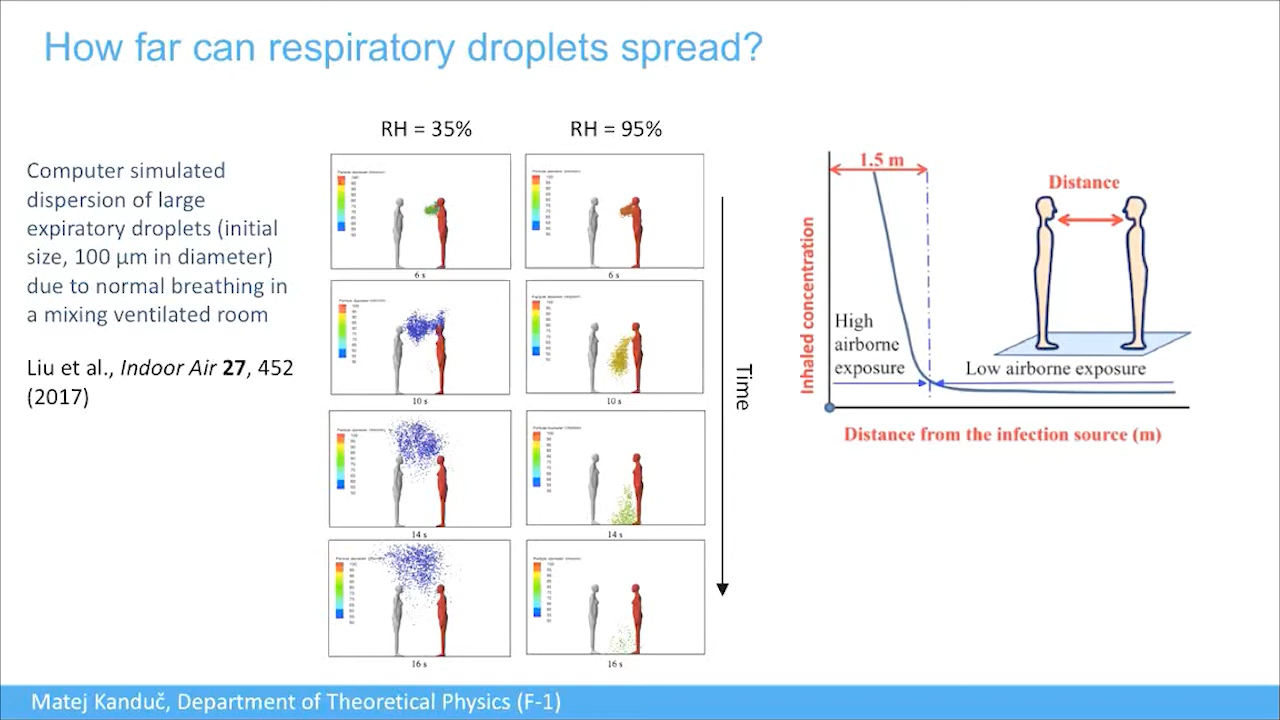 How far can respiratory droplets spread?
RH = 35%
RH = 95%
Computer simulated
dispersion of large
expiratory droplets (initial
size, 100 μm in diameter)
due to normal breathing in
a mixing ventilated room
Liu et al., Indoor Air 27, 452
(2017)
6 s
6 s
10 s
10 s
14 s
14 s
16 s
16 s
Time
1.5 m
Distance
Inhaled concentration
High
airborne
exposure
Low airborne exposure
Distance from the infection source (m)
Matej Kanduč, Department of Theoretical Physics (F-1)